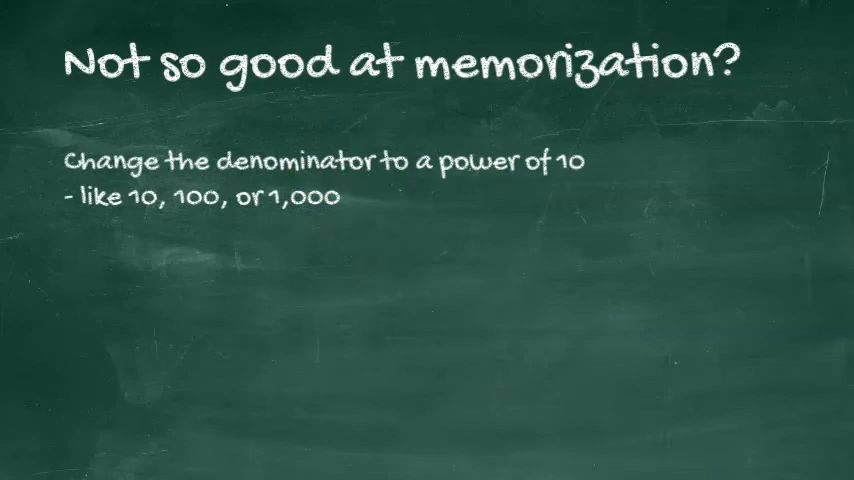 Not so good at memorization?
Change the denominator to a power of 10
- like 10, 100, or 1,000